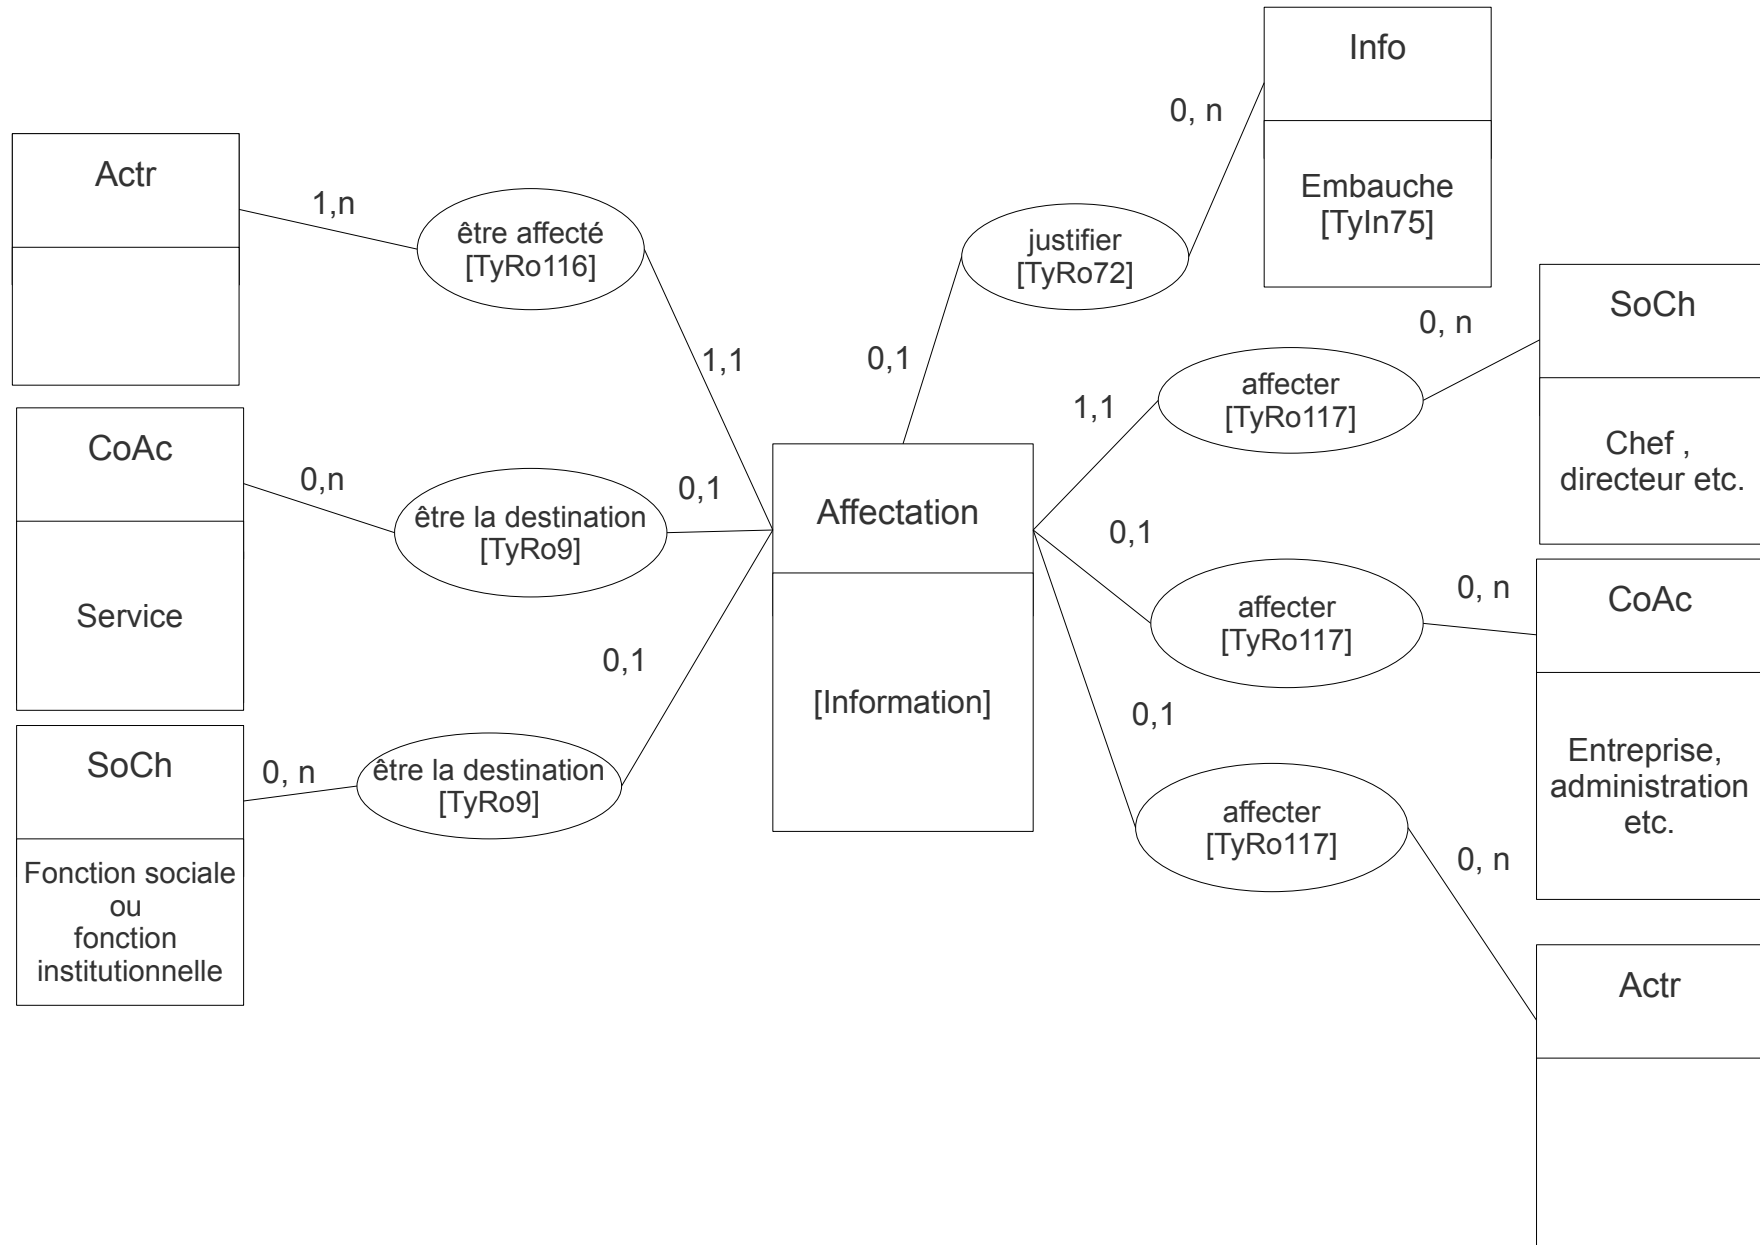 Info
0, n
Embauche
[TyIn75]
Actr
1,n
être affecté
[TyRo116]
1,1
justifier
[TyRo72]
0,1
SoCh
0, n
Chef ,
directeur etc.
affecter
[TyRo117]
1,1
CoAc
0,n
Service
être la destination
[TyRo9]
0,1
Affectation
[Information]
0,1
affecter
[TyRo117]
0, n
CoAc
Entreprise,
administration
etc.
SoCh
0, n
Fonction sociale
ou
fonction
institutionnelle
être la destination
[TyRo9]
0,1
0,1
affecter
[TyRo117]
0, n
Actr